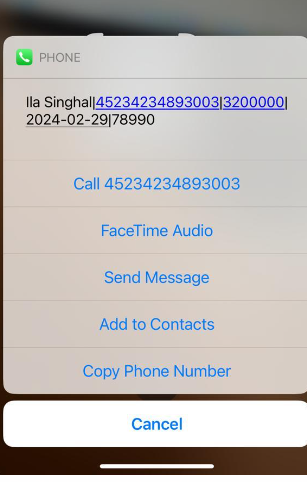 PHONE
Ila Singhal|45234234893003|3200000|
2024-02-29|78990
Call 45234234893003
FaceTime Audio
Send Message
Add to Contacts
Copy Phone Number
Cancel